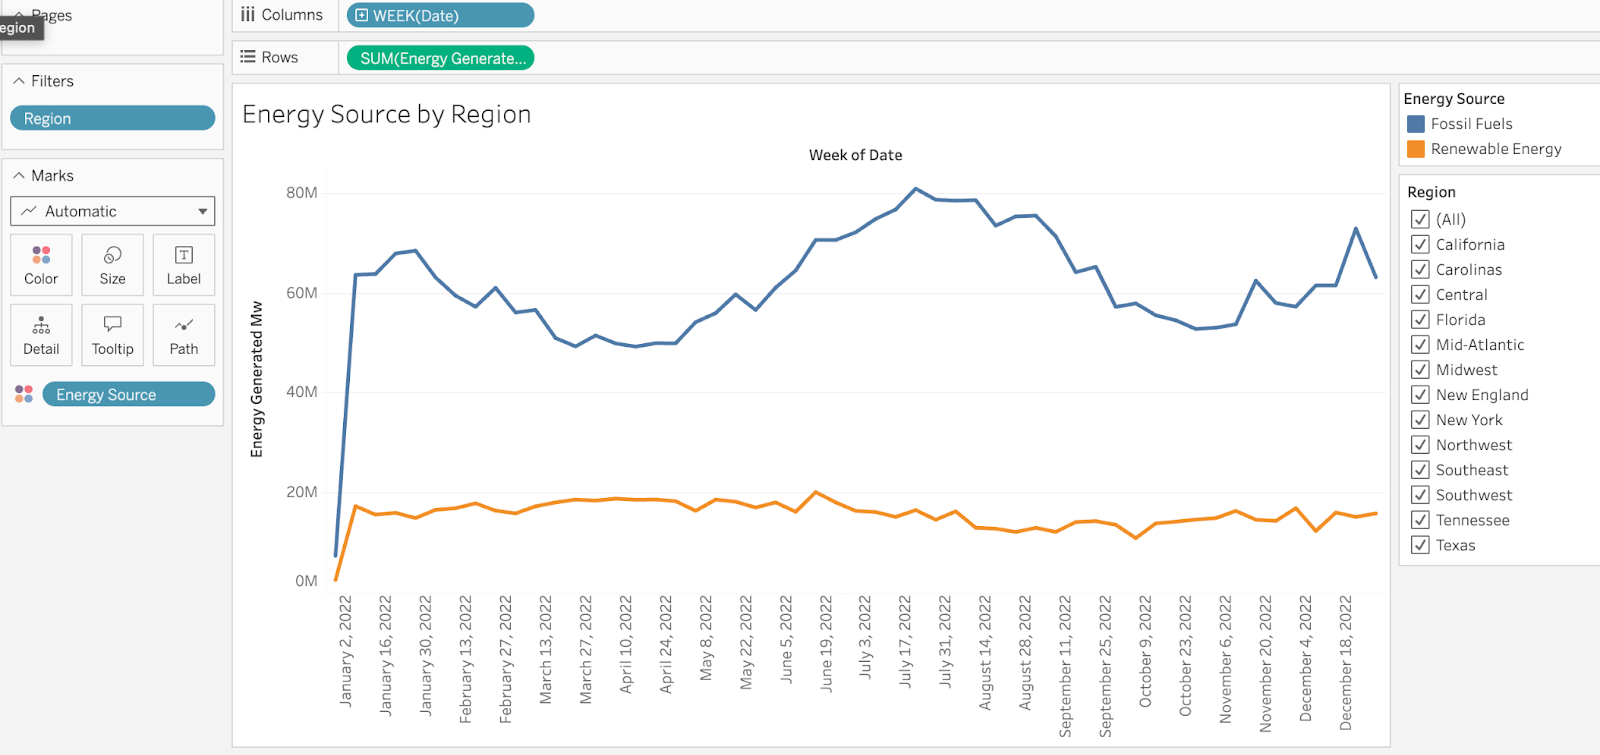 Pages
egion
Filters
Region
Marks
Automatic
Color
Size
Label
Detail
Tooltip
Path
Energy Source
Columns
WEEK(Date)
Rows
SUM(Energy Generate...
Energy Source by Region
Week of Date
Energy Generated Mw
80M
60M
40M
20M
0M
January 2, 2022
January 16, 2022
January 30, 2022
February 13, 2022
February 27, 2022
March 13, 2022
March 27, 2022
April 10, 2022
April 24, 2022
May 8, 2022
May 22, 2022
June 5, 2022
June 19, 2022
July 3, 2022
July 17, 2022
July 31, 2022
August 14, 2022
August 28, 2022
September 11, 2022
September 25, 2022
October 9, 2022
October 23, 2022
November 6, 2022
November 20, 2022
December 4, 2022
December 18, 2022
Energy Source
Fossil Fuels
Renewable Energy
Region
(All)
California
Carolinas
Central
Florida
Mid-Atlantic
Midwest
New England
New York
Northwest
Southeast
Southwest
Tennessee
Texas